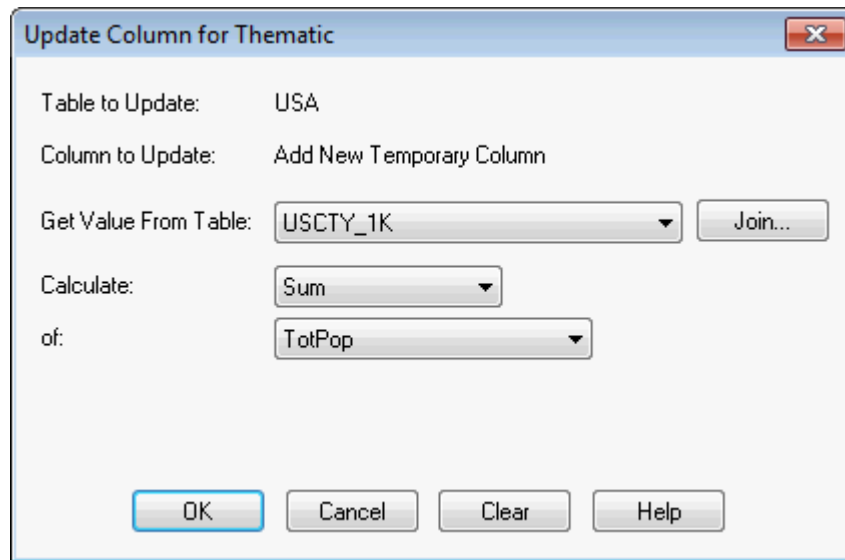 Update Column for Thematic
Table to Update: USA
Column to Update: Add New Temporary Column
Get Value From Table: USCTY_1K Join...
Calculate: Sum
of: TotPop
OK Cancel Clear Help